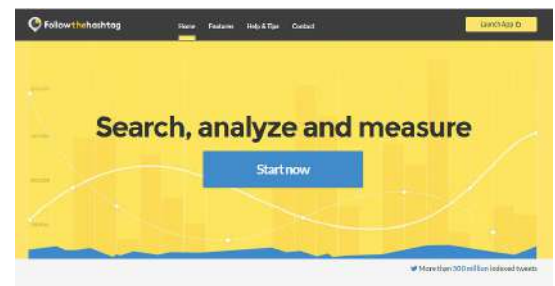 Followthehashtag
Home Features Help & Tips Contact
Launch App
Search, analyze and measure
Start now
More than 300 million indexed tweets